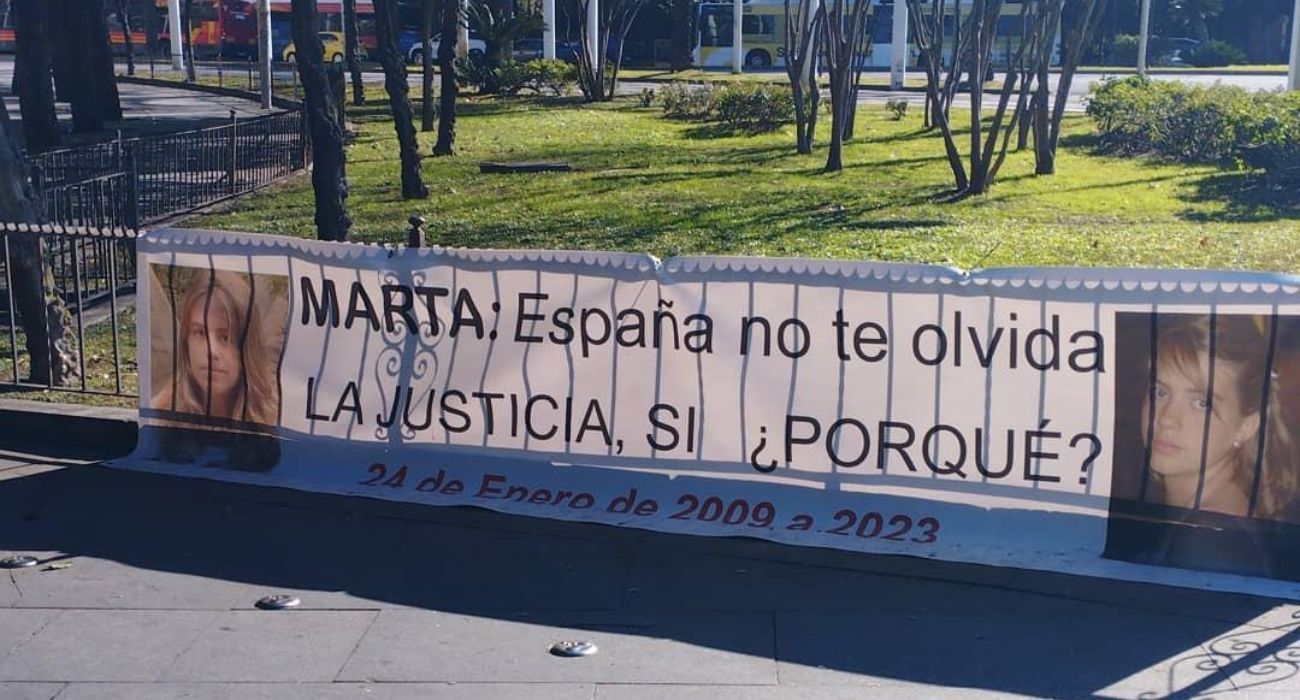 MARTA: España no te olvida
LA JUSTICIA, SI ¿PORQUÉ?
24 de Enero de 2009 a 2023